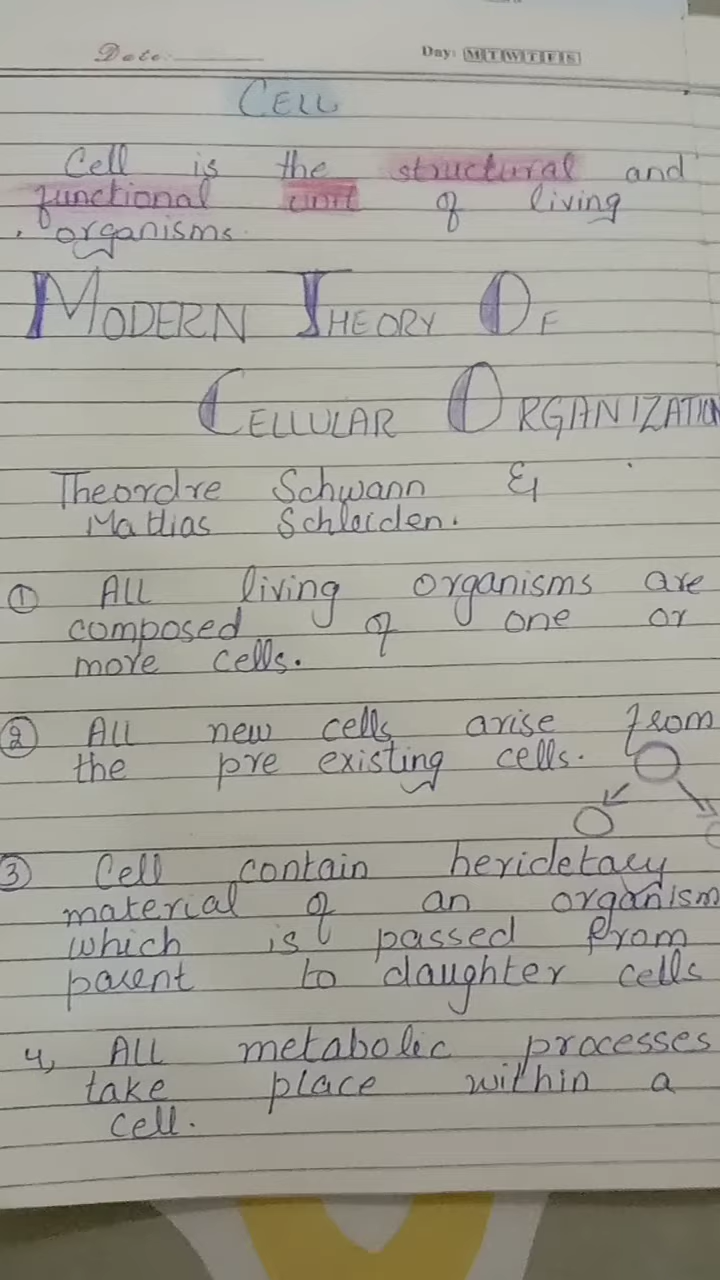 Date:
Day: M T W T F S
CELL
Cell is the structural and
functional unit of living
organisms.
MODERN THEORY OF
CELLULAR ORGANIZATION
Theordre Schwann &
Mathias Schleiden.
① All living organisms are
composed of one or
more cells.
② All new cells arise from
the pre existing cells.
③ Cell contain heridetary
material of an organism
which is passed from
parent to daughter cells
4, All metabolic processes
take place within a
cell.